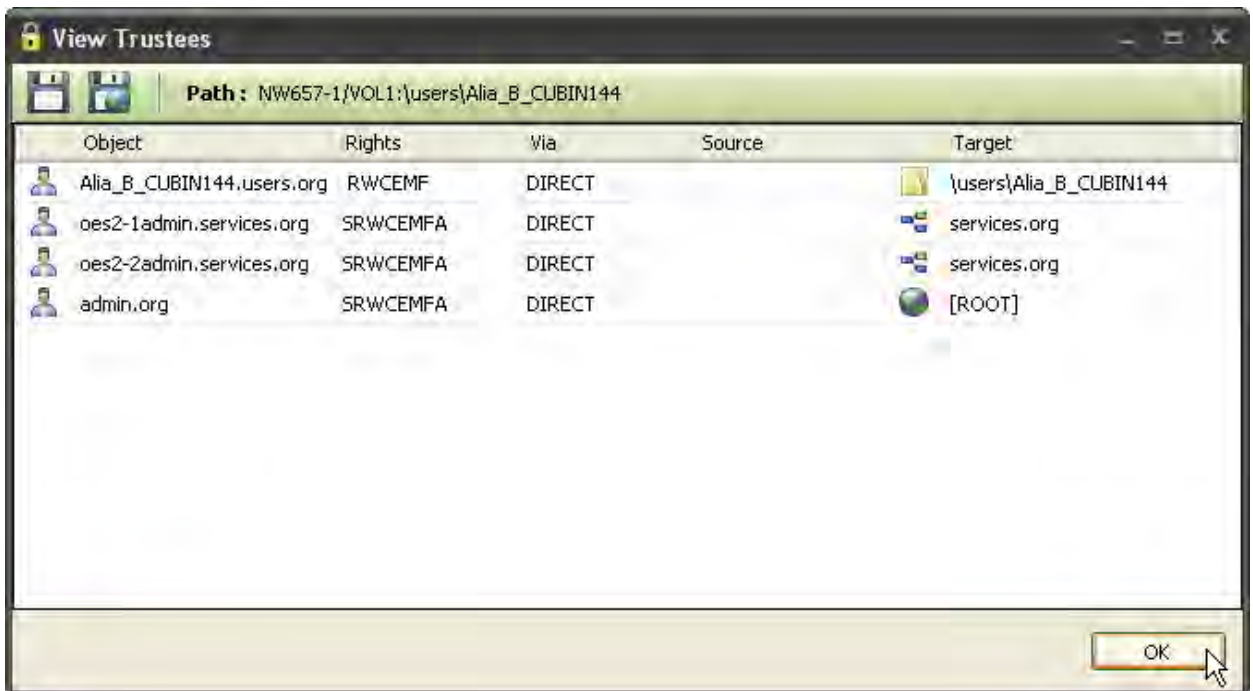 View Trustees
Path : NW657-1/VOL1:\users\Alia_B_CUBIN144
Object Rights Via Source Target
Alia_B_CUBIN144.users.org RWCEMF DIRECT \users\Alia_B_CUBIN144
oes2-1admin.services.org SRWCEMFA DIRECT services.org
oes2-2admin.services.org SRWCEMFA DIRECT services.org
admin.org SRWCEMFA DIRECT [ROOT]
OK